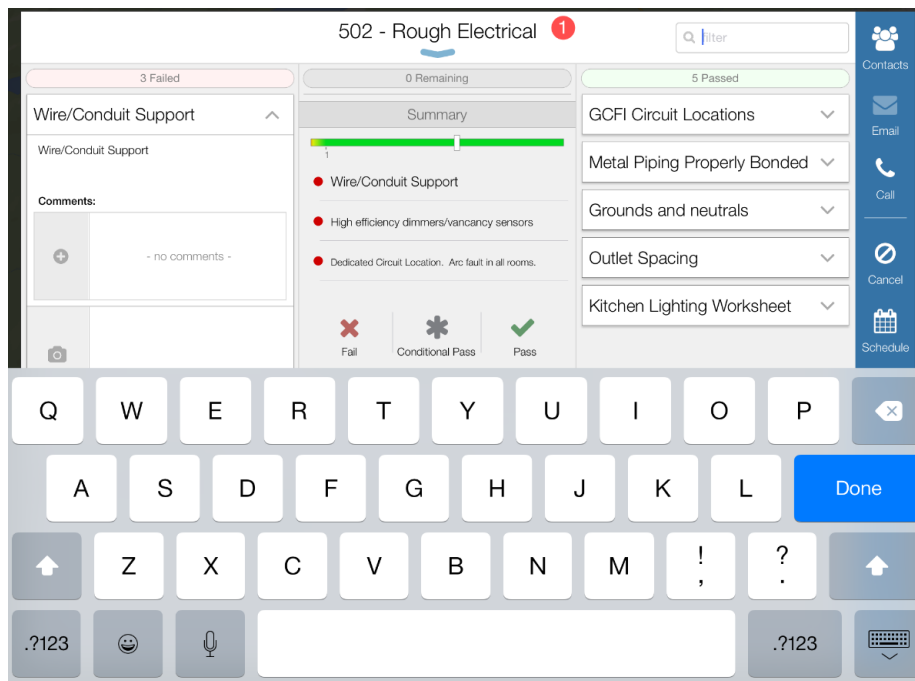 502 - Rough Electrical
1
filter
3 Failed
0 Remaining
5 Passed
Wire/Conduit Support
Wire/Conduit Support
Comments:
- no comments -
Summary
1
Wire/Conduit Support
High efficiency dimmers/vancancy sensors
Dedicated Circuit Location. Arc fault in all rooms.
Fail
Conditional Pass
Pass
GCFI Circuit Locations
Metal Piping Properly Bonded
Grounds and neutrals
Outlet Spacing
Kitchen Lighting Worksheet
Contacts
Email
Call
Cancel
Schedule
Q W E R T Y U I O P
A S D F G H J K L Done
Z X C V B N M ! , ? .
.?123 .?123